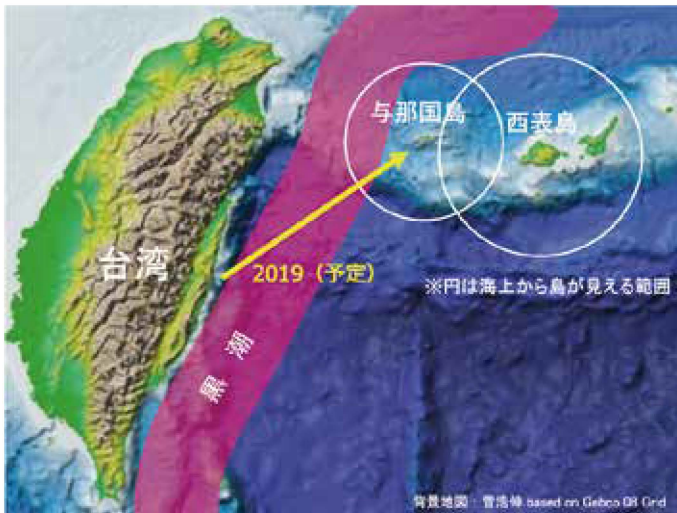 与那国島
西表島
台湾
2019（予定）
※円は海上から島が見える範囲
黒潮
背景地図：菅浩伸 based on Gebco 08 Grid